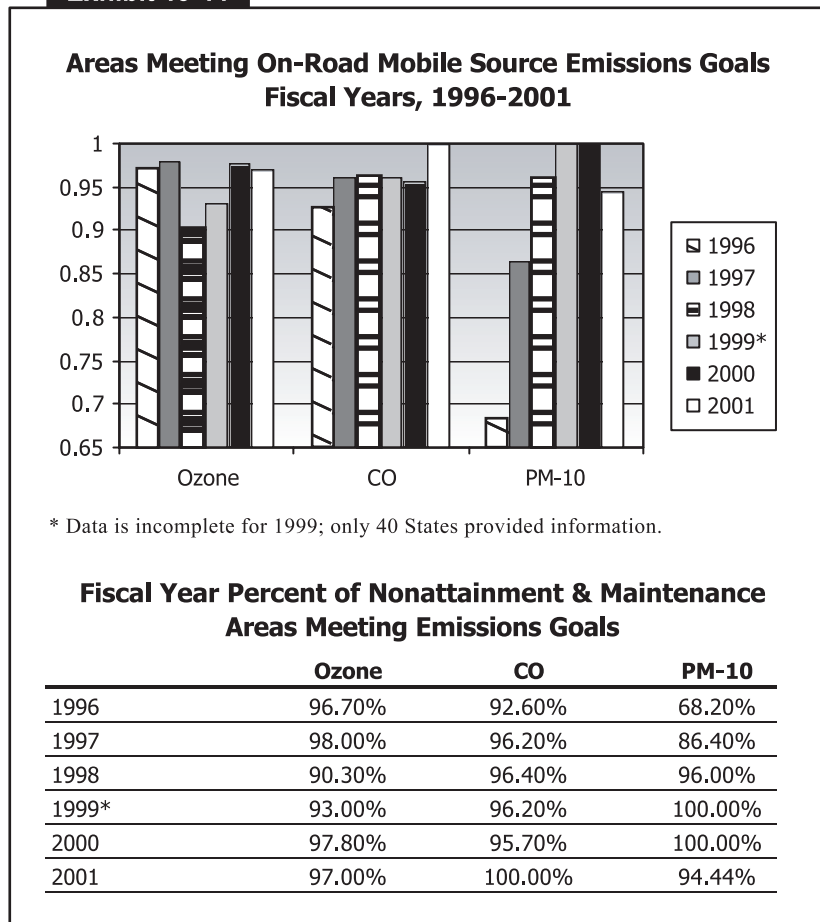 Areas Meeting On-Road Mobile Source Emissions Goals
Fiscal Years, 1996-2001
1
0.95
0.9
0.85
0.8
0.75
0.7
0.65
Ozone CO PM-10
1996
1997
1998
1999*
2000
2001
* Data is incomplete for 1999; only 40 States provided information.
Fiscal Year Percent of Nonattainment & Maintenance
Areas Meeting Emissions Goals
Ozone CO PM-10
1996 96.70% 92.60% 68.20%
1997 98.00% 96.20% 86.40%
1998 90.30% 96.40% 96.00%
1999* 93.00% 96.20% 100.00%
2000 97.80% 95.70% 100.00%
2001 97.00% 100.00% 94.44%